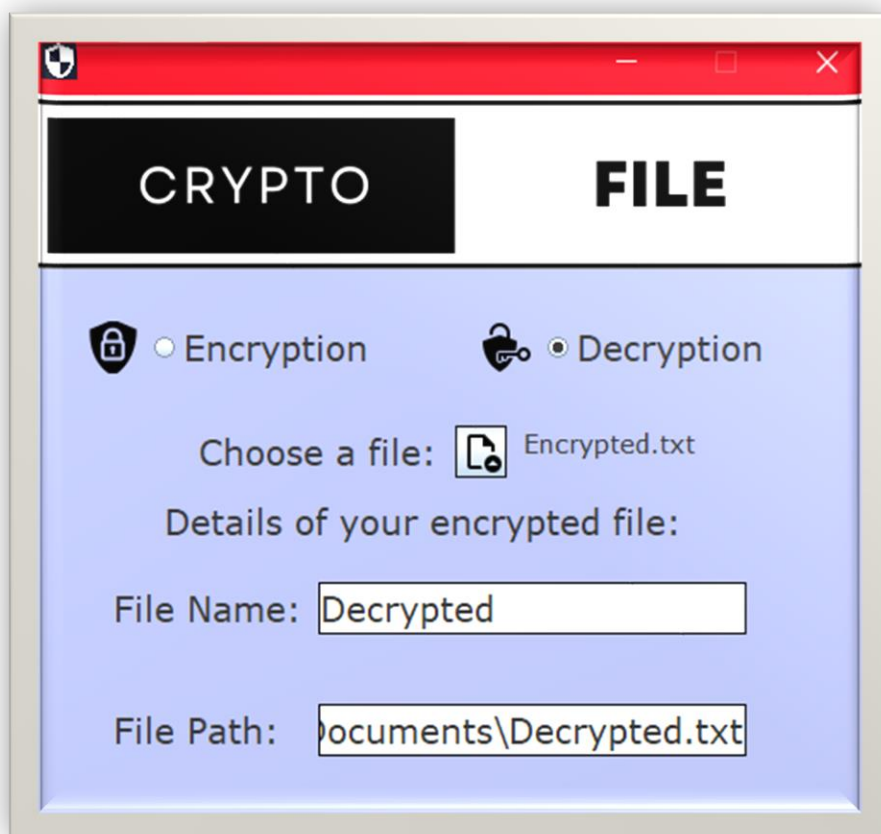 CRYPTO FILE
Encryption Decryption
Choose a file: Encrypted.txt
Details of your encrypted file:
File Name: Decrypted
File Path: ocuments\Decrypted.txt